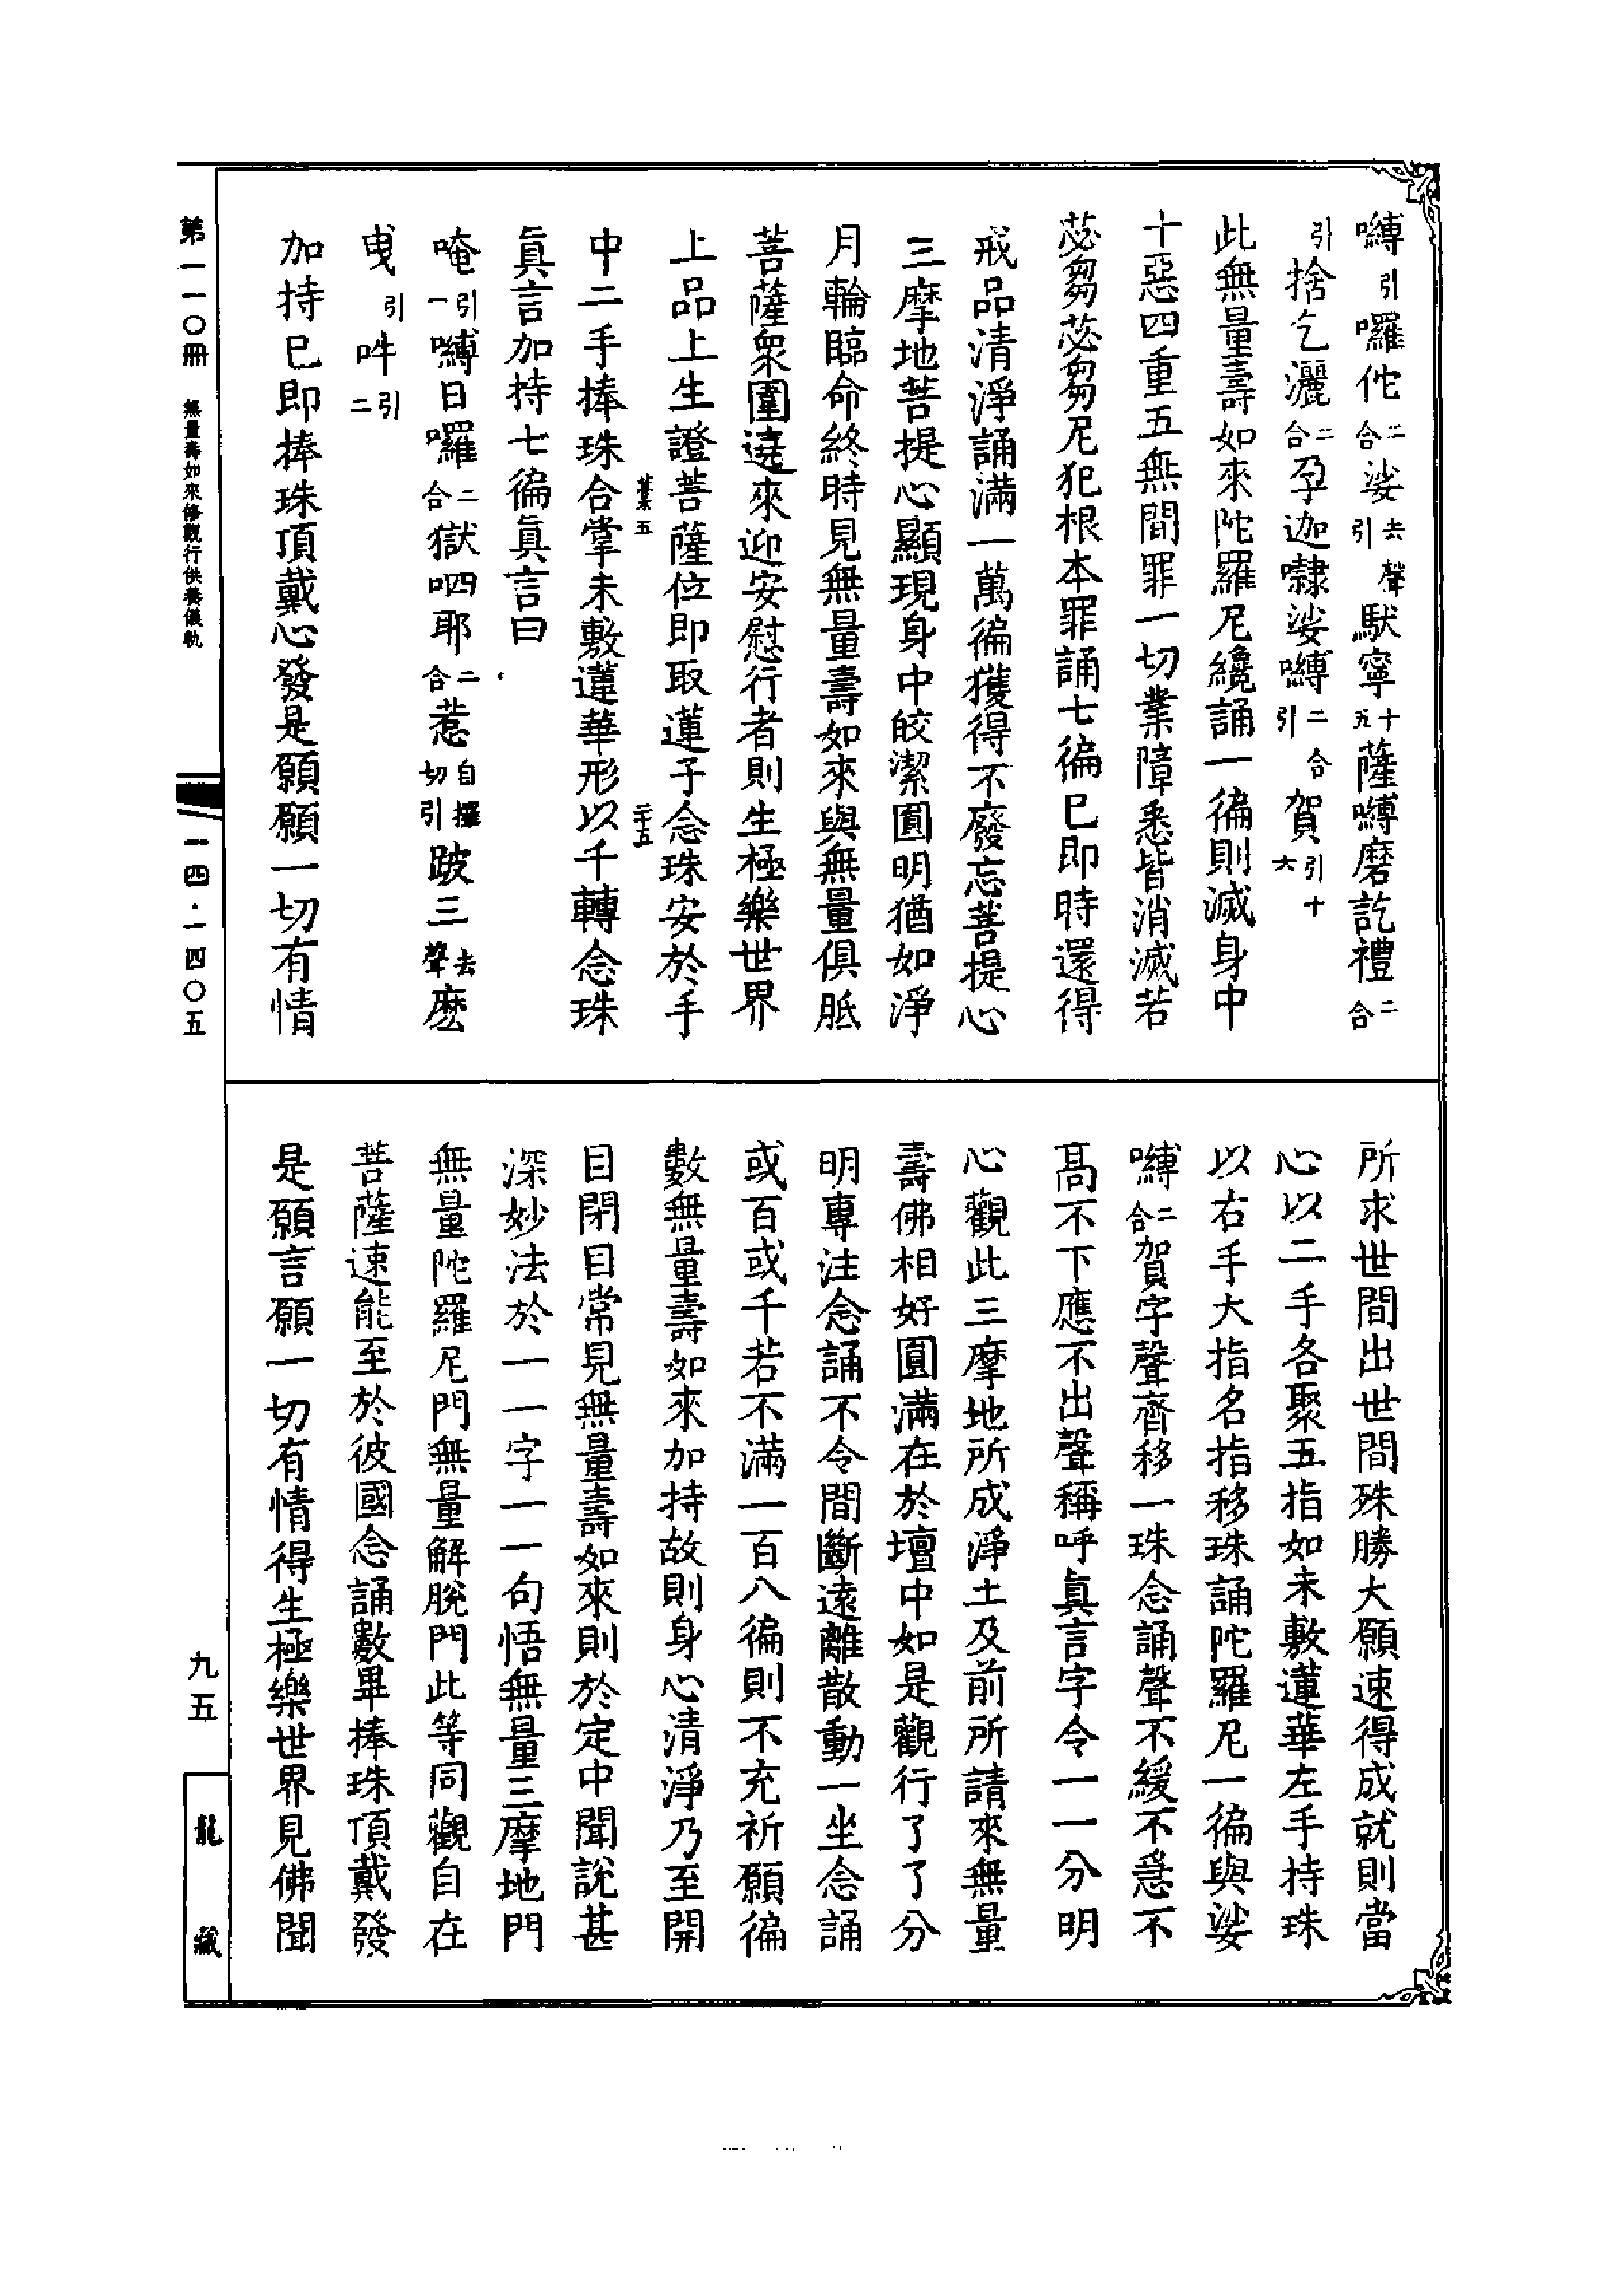 嚩引囉佗二合娑去聲引馱寧十五薩嚩磨訖禮二合
引捨乞灑二合孕迦嚇娑嚩二合引賀引十六
此無量壽如來陀羅尼纔誦一徧則滅身中
十惡四重五無間罪一切業障悉皆消滅若
苾芻苾芻尼犯根本罪誦七徧已即時還得
戒品清淨誦滿一萬徧獲得不廢忘菩提心
三摩地菩提心顯現身中皎潔圓明猶如淨
月輪臨命終時見無量壽如來與無量俱胝
菩薩衆圍遶來迎安慰行者則生極樂世界
上品上生證菩薩位即取蓮子念珠安於手
中二手捧珠合掌未敷蓮華形以千轉念珠
真言加持七徧真言曰
唵引一嚩日囉二合獄呬耶二合惹自攞切引跛三去聲麼
曳引吽引二
加持已即捧珠頂戴心發是願願一切有情
所求世間出世間殊勝大願速得成就則當
心以二手各聚五指如未敷蓮華左手持珠
以右手大指名指移珠誦陀羅尼一徧與娑
嚩二合賀字聲齊移一珠念誦聲不緩不急不
高不下應不出聲稱呼真言字令一一分明
心觀此三摩地所成淨土及前所請來無量
壽佛相好圓滿在於壇中如是觀行了了分
明專注念誦不令間斷遠離散動一坐念誦
或百或千若不滿一百八徧則不充祈願徧
數無量壽如來加持故則身心清淨乃至開
目閉目常見無量壽如來則於定中聞說甚
深妙法於一一字一一句悟無量三摩地門
無量陀羅尼門無量解脫門此等同觀自在
菩薩速能至於彼國念誦數畢捧珠頂戴發
是願言願一切有情得生極樂世界見佛聞
第一一〇冊 無量壽如來修觀行供養儀軌
一四·一四〇五
九五
龍藏